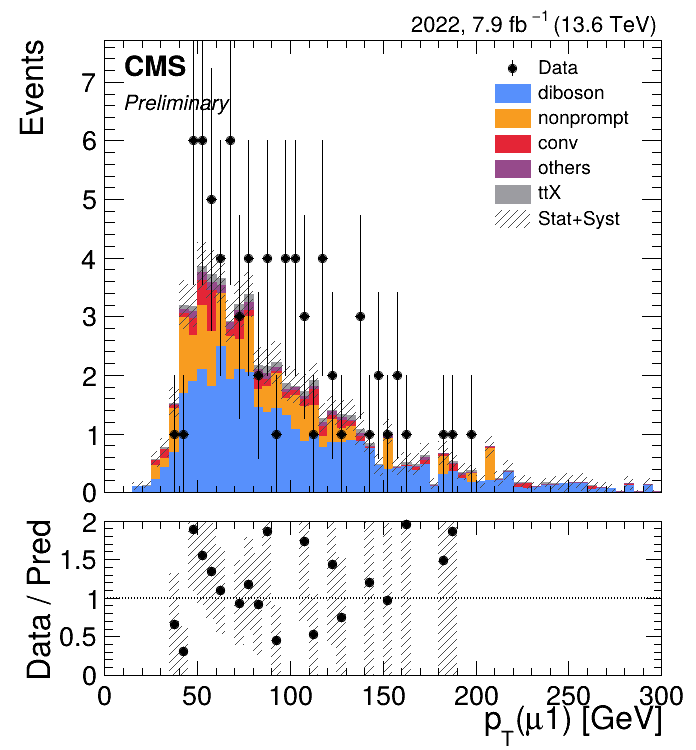 2022, 7.9 fb⁻¹ (13.6 TeV)
CMS
Preliminary
Events
7
6
5
4
3
2
1
0
Data
diboson
nonprompt
conv
others
ttX
Stat+Syst
Data / Pred
2
1.5
1
0.5
0
0 50 100 150 200 250 300
p_T(μ1) [GeV]